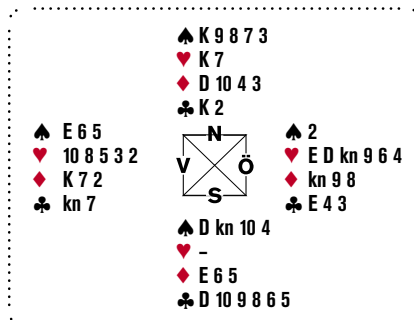 ♠ K 9 8 7 3
♥ K 7
♦ D 10 4 3
♣ K 2
♠ E 6 5
♥ 10 8 5 3 2
♦ K 7 2
♣ kn 7
N
V Ö
S
♠ 2
♥ E D kn 9 6 4
♦ kn 9 8
♣ E 4 3
♠ D kn 10 4
♥ –
♦ E 6 5
♣ D 10 9 8 6 5